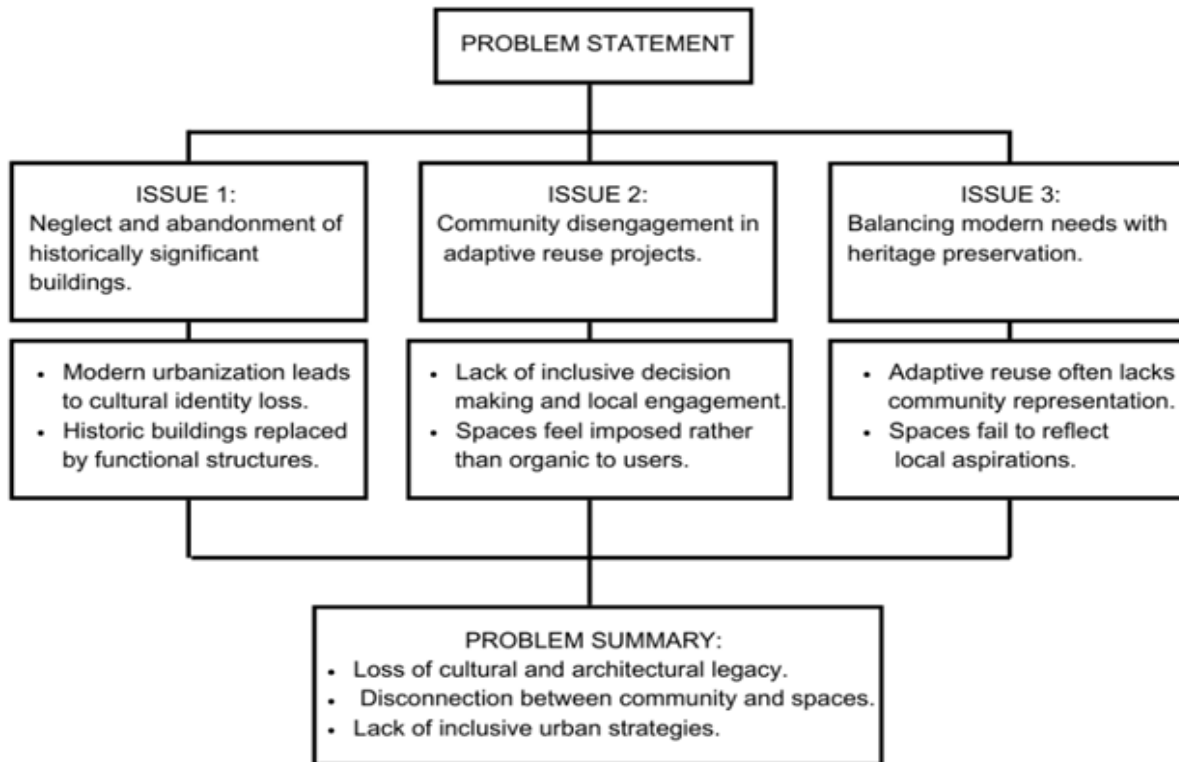 PROBLEM STATEMENT
ISSUE 1:
Neglect and abandonment of
historically significant
buildings.
ISSUE 2:
Community disengagement in
adaptive reuse projects.
ISSUE 3:
Balancing modern needs with
heritage preservation.
• Modern urbanization leads
to cultural identity loss.
• Historic buildings replaced
by functional structures.
• Lack of inclusive decision
making and local engagement.
• Spaces feel imposed rather
than organic to users.
• Adaptive reuse often lacks
community representation.
• Spaces fail to reflect
local aspirations.
PROBLEM SUMMARY:
• Loss of cultural and architectural legacy.
• Disconnection between community and spaces.
• Lack of inclusive urban strategies.